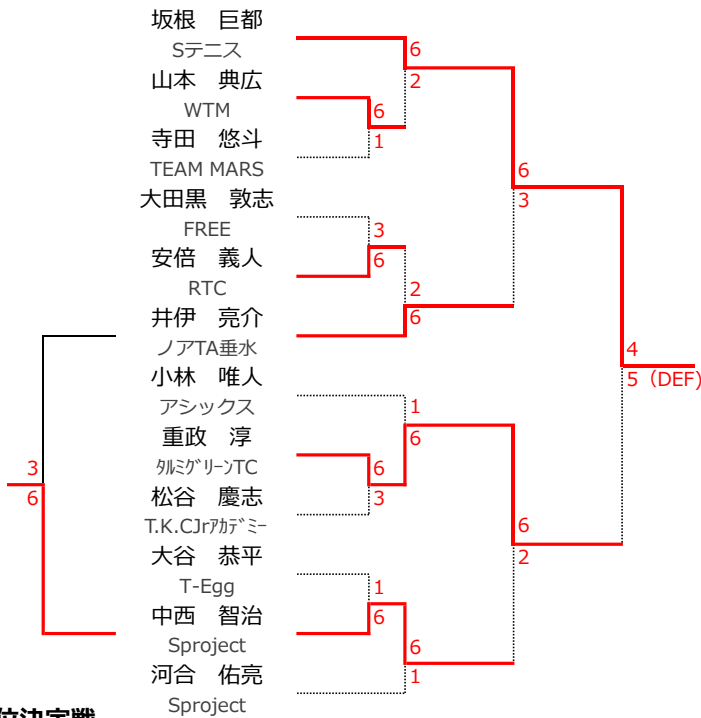 坂根　巨都
Sテニス
6
山本　典広
2
WTM
6
寺田　悠斗
1
TEAM MARS
6
大田黒　敦志
3
FREE
3
安倍　義人
6
RTC
2
井伊　亮介
6
ノアTA垂水
4
小林　唯人
5（DEF)
アシックス
1
重政　淳
6
3
ﾀﾙﾐｸﾞﾘｰﾝTC
6
6
松谷　慶志
3
T.K.CJrｱｶﾃﾞﾐｰ
6
大谷　恭平
2
T-Egg
1
中西　智治
6
Sproject
6
河合　佑亮
1
Sproject
位決定戦